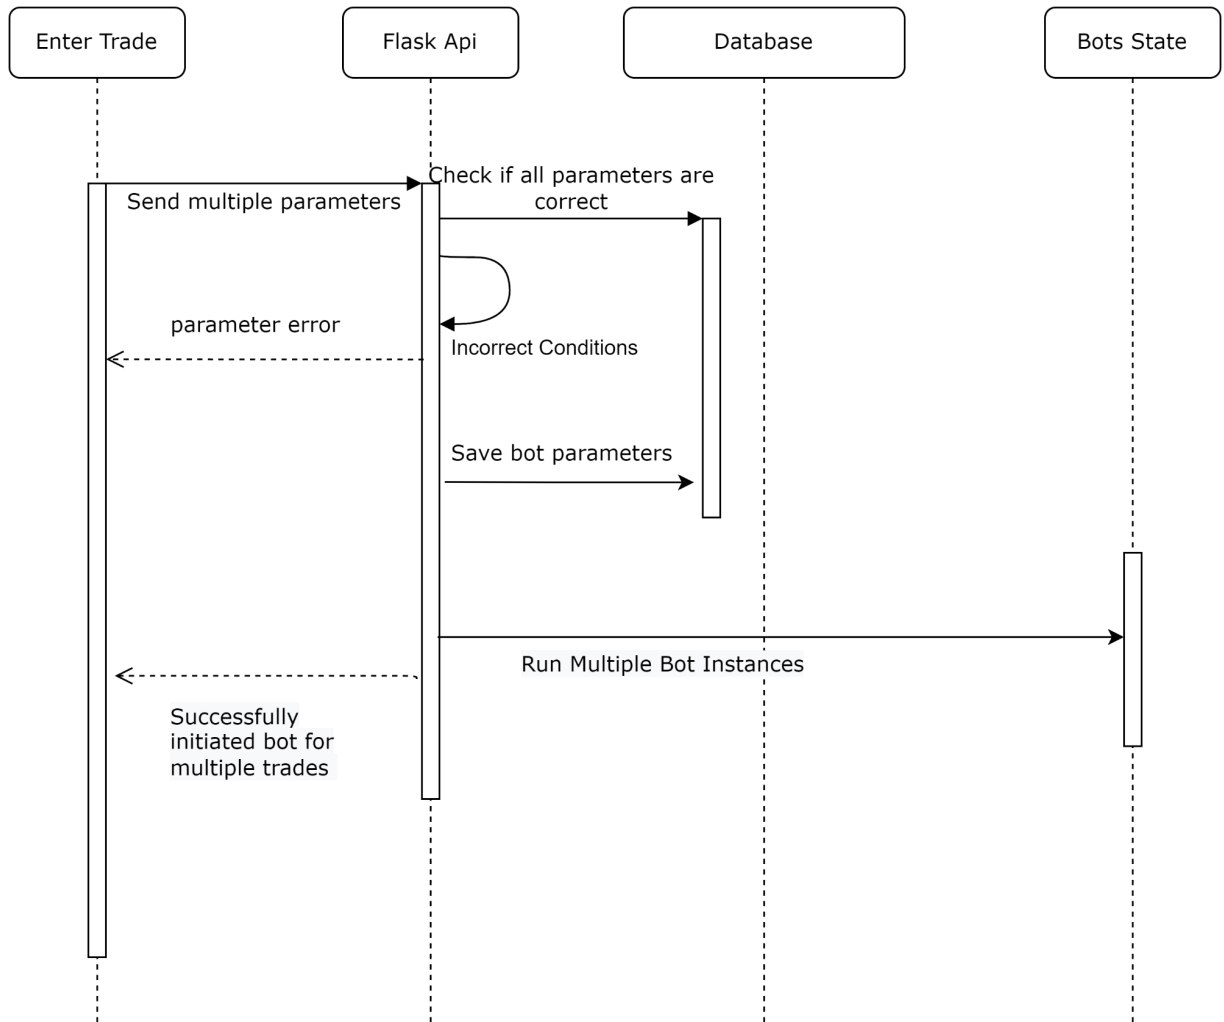 Enter Trade
Flask Api
Database
Bots State
Check if all parameters are
correct
Send multiple parameters
parameter error
Incorrect Conditions
Save bot parameters
Run Multiple Bot Instances
Successfully
initiated bot for
multiple trades